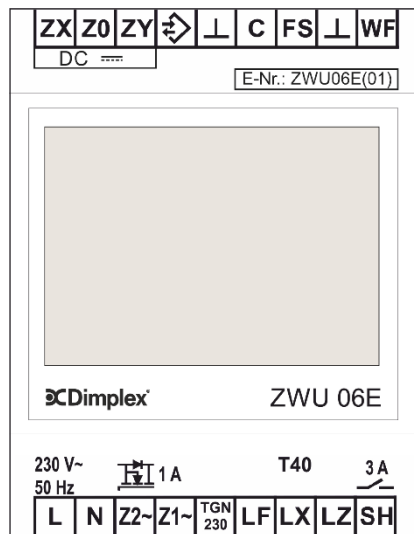 ZX Z0 ZY ⊥ C FS ⊥ WF
DC
E-Nr.: ZWU06E(01)
Dimplex ZWU 06E
230 V~ 1 A T40 3 A
50 Hz
L N Z2~ Z1~ TGN 230 LF LX LZ SH